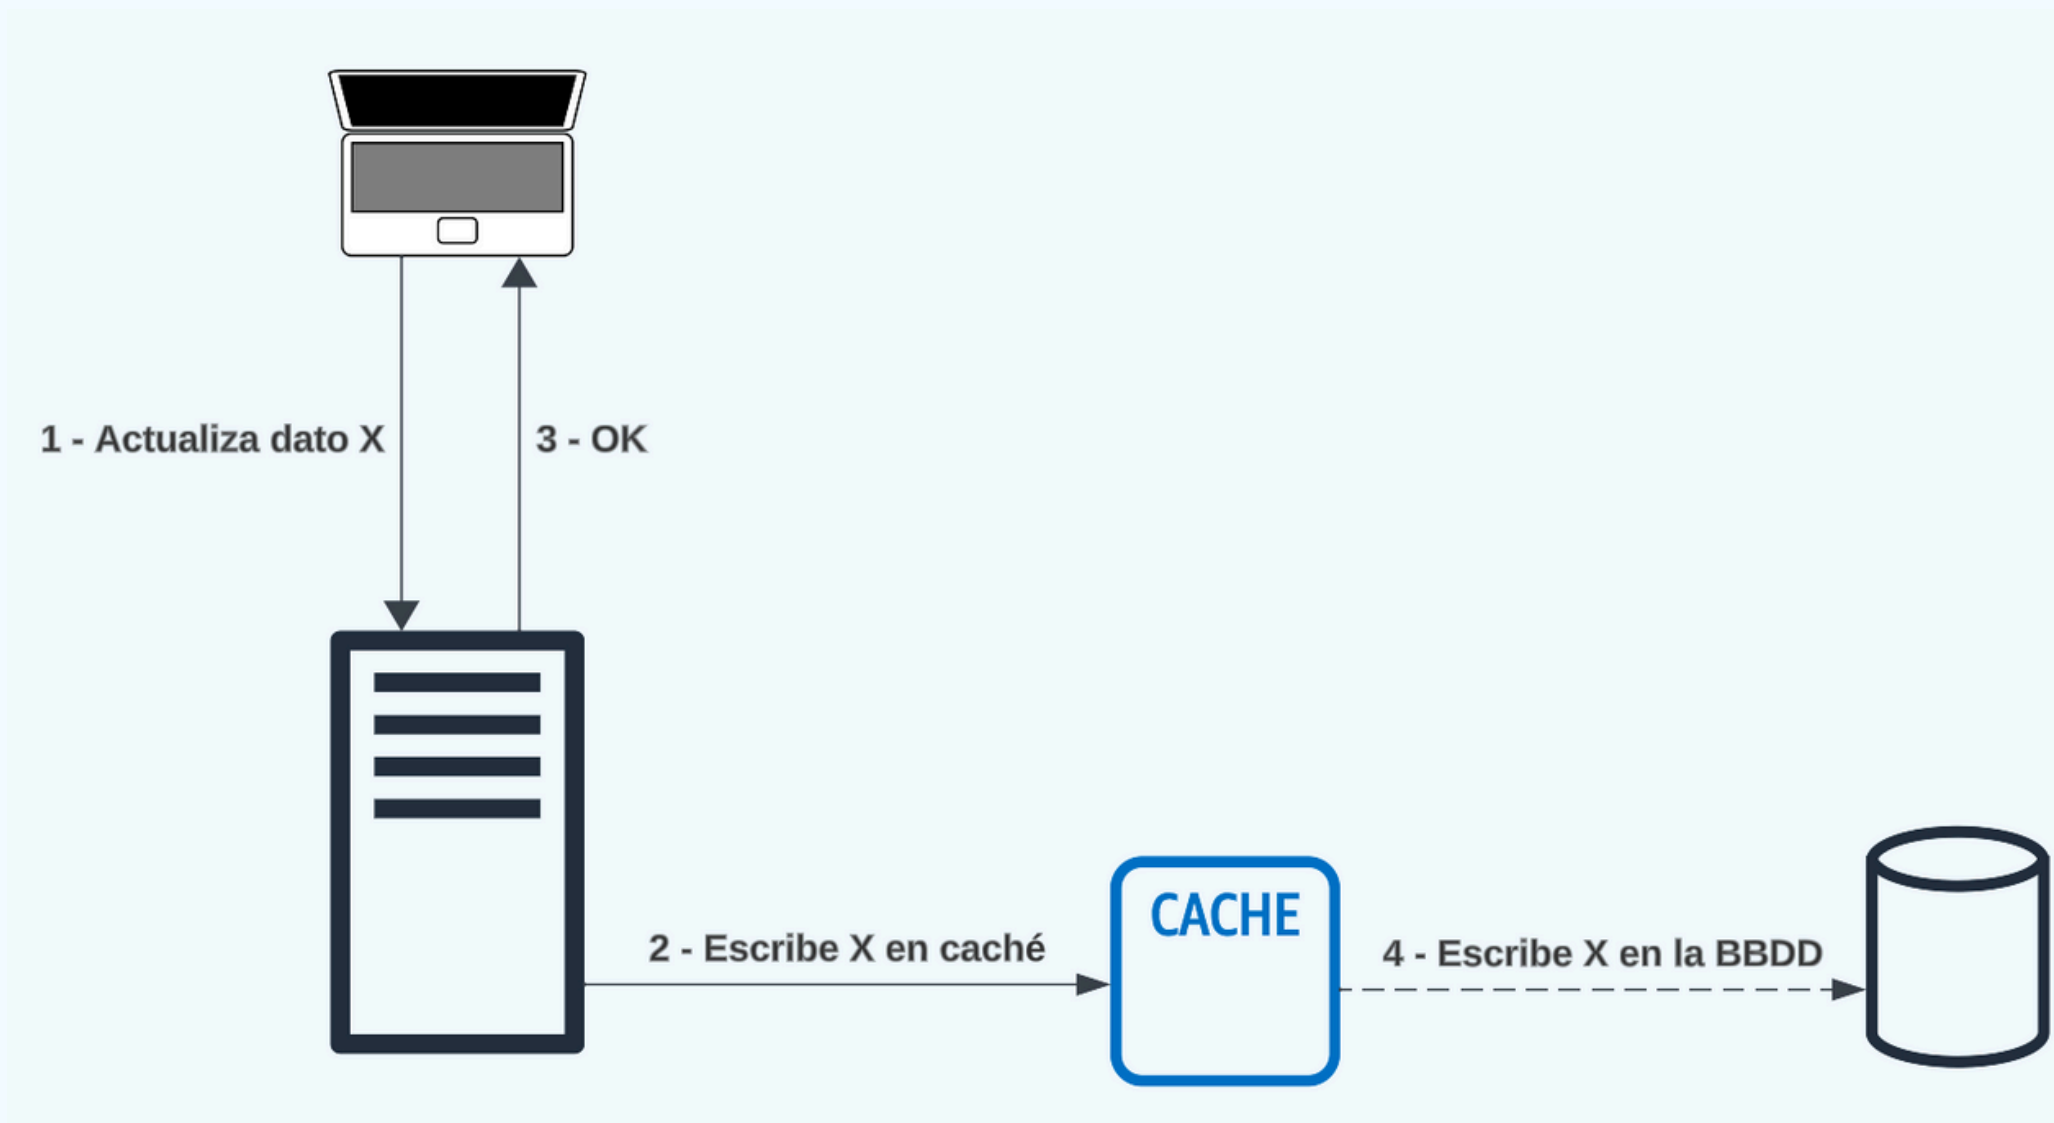 1 - Actualiza dato X
3 - OK
CACHE
2 - Escribe X en caché
4 - Escribe X en la BBDD